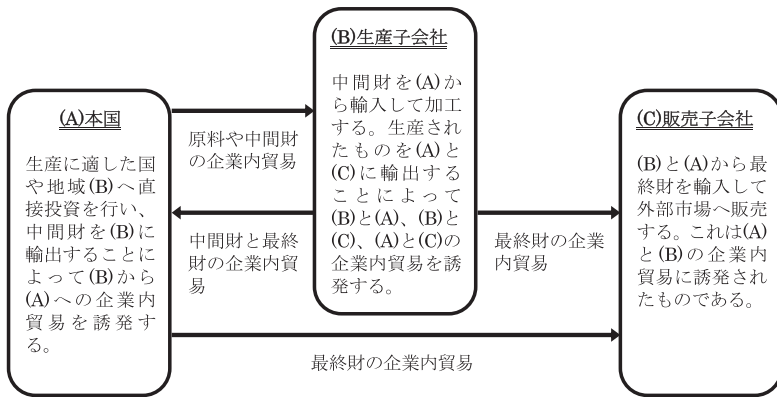 (A)本国
生産に適した国
や地域(B)へ直
接投資を行い、
中間財を(B)に
輸出することに
よって(B)から
(A)への企業内
貿易を誘発す
る。
原料や中間財
の企業内貿易
中間財と最終
財の企業内貿
易
(B)生産子会社
中間財を(A)か
ら輸入して加工
する。生産され
たものを(A)と
(C)に輸出する
ことによって
(B)と(A)、(B)と
(C)、(A)と(C)の
企業内貿易を誘
発する。
最終財の企業
内貿易
(C)販売子会社
(B)と(A)から最
終財を輸入して
外部市場へ販売
する。これは(A)
と(B)の企業内
貿易に誘発され
たものである。
最終財の企業内貿易